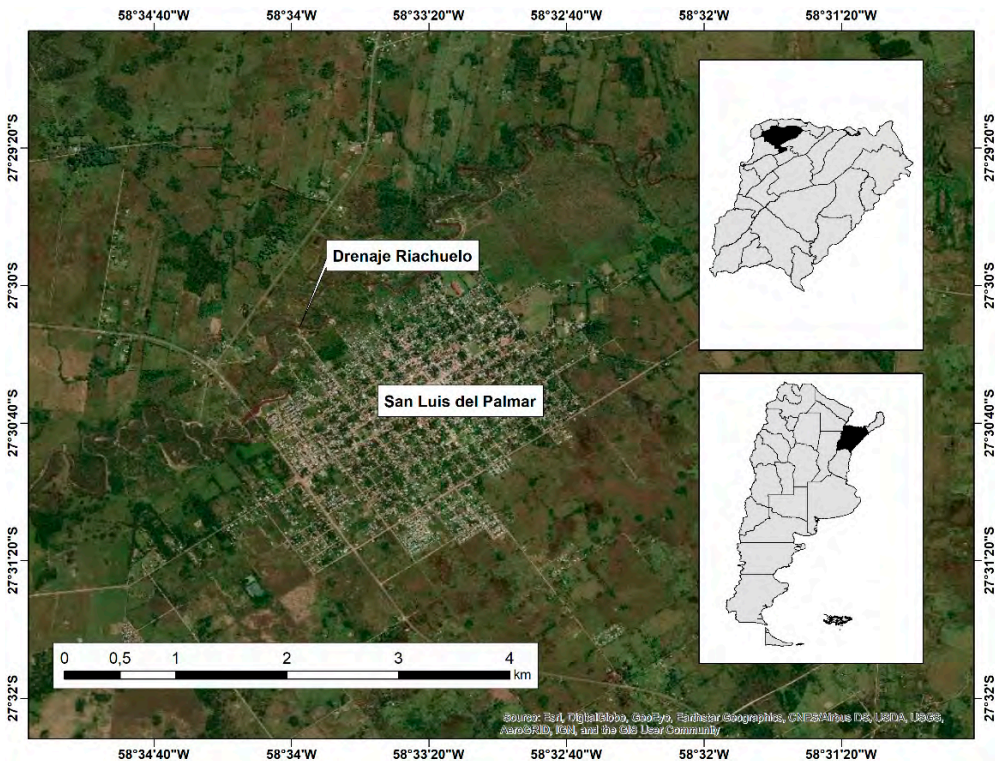 58°34'40"W 58°34'W 58°33'20"W 58°32'40"W 58°32'W 58°31'20"W
27°29'20"S 27°29'20"S
Drenaje Riachuelo
27°30'S 27°30'S
San Luis del Palmar
27°30'40"S 27°30'40"S
27°31'20"S 27°31'20"S
0 0,5 1 2 3 4
km
27°32'S 27°32'S
Source: Esri, DigitalGlobe, GeoEye, Earthstar Geographics, CNES/Airbus DS, USDA, USGS,
AeroGRID, IGN, and the GIS User Community
58°34'40"W 58°34'W 58°33'20"W 58°32'40"W 58°32'W 58°31'20"W